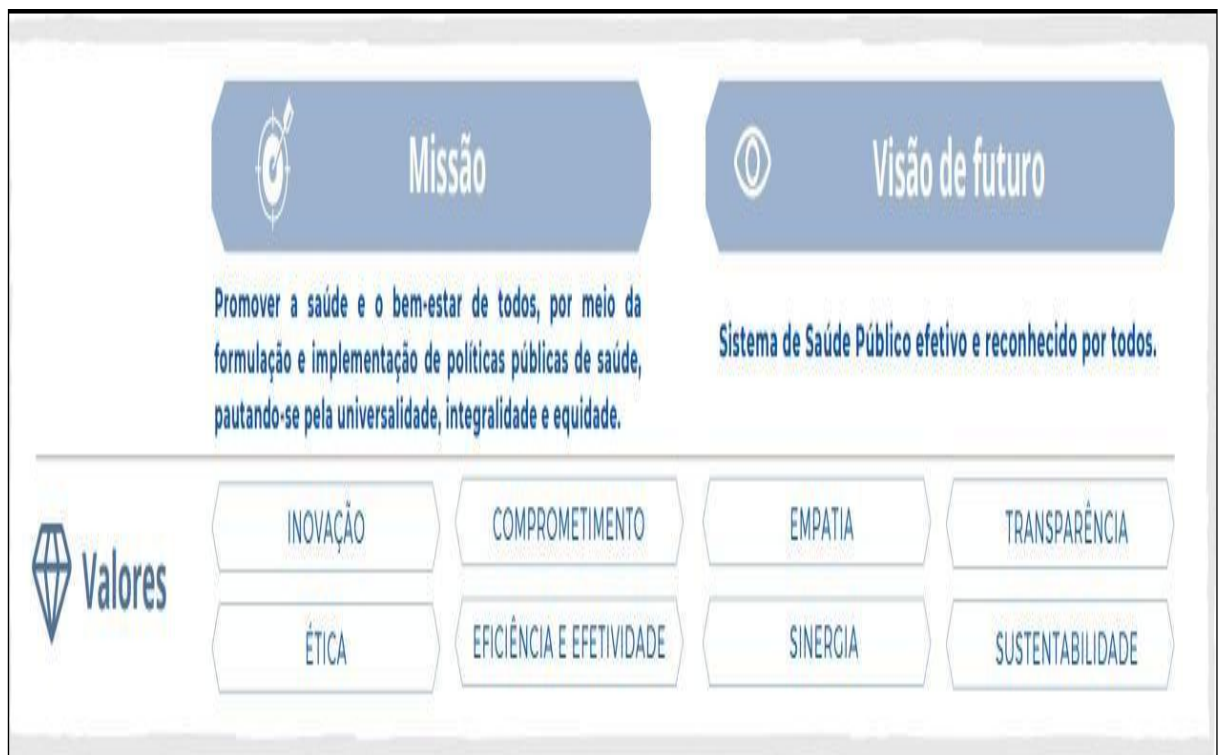 Missão
Visão de futuro
Promover a saúde e o bem-estar de todos, por meio da
formulação e implementação de políticas públicas de saúde,
pautando-se pela universalidade, integralidade e equidade.
Sistema de Saúde Público efetivo e reconhecido por todos.
Valores
INOVAÇÃO
COMPROMETIMENTO
EMPATIA
TRANSPARÊNCIA
ÉTICA
EFICIÊNCIA E EFETIVIDADE
SINERGIA
SUSTENTABILIDADE